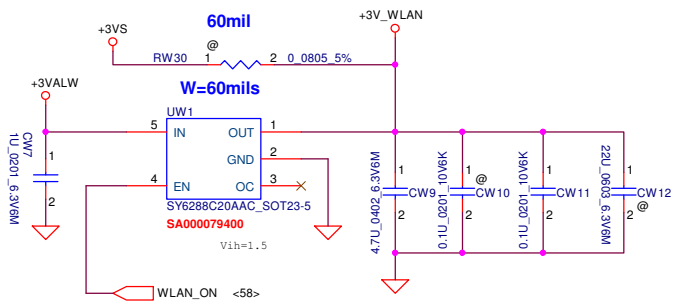 60mil
+3VS
+3V_WLAN
@
RW30
1
2
0_0805_5%
+3VALW
W=60mils
UW1
CW7
1U_0201_6.3V6M
1
2
5
IN
OUT
1
GND
2
4
EN
OC
3
SY6288C20AAC_SOT23-5
SA000079400
Vih=1.5
4.7U_0402_6.3V6M
1
CW9
2
0.1U_0201_10V6K
1
@
CW10
2
0.1U_0201_10V6K
1
CW11
2
22U_0603_6.3V6M
1
CW12
2
@
WLAN_ON <58>